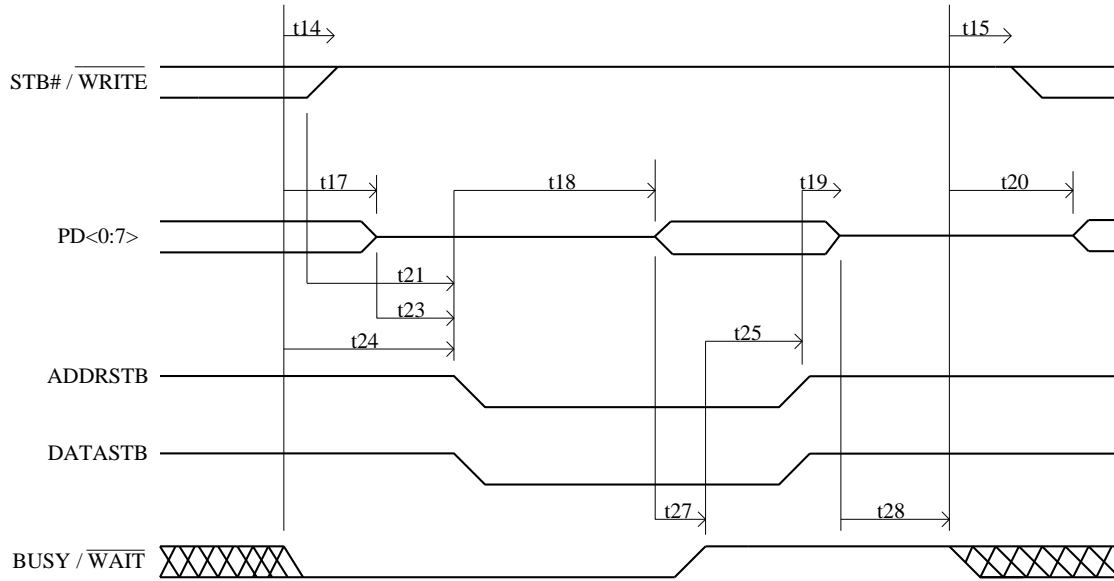 t14
t15
STB# / WRITE
t17
t18
t19
t20
PD<0:7>
t21
t23
t25
t24
ADDRSTB
DATASTB
t27
t28
BUSY / WAIT